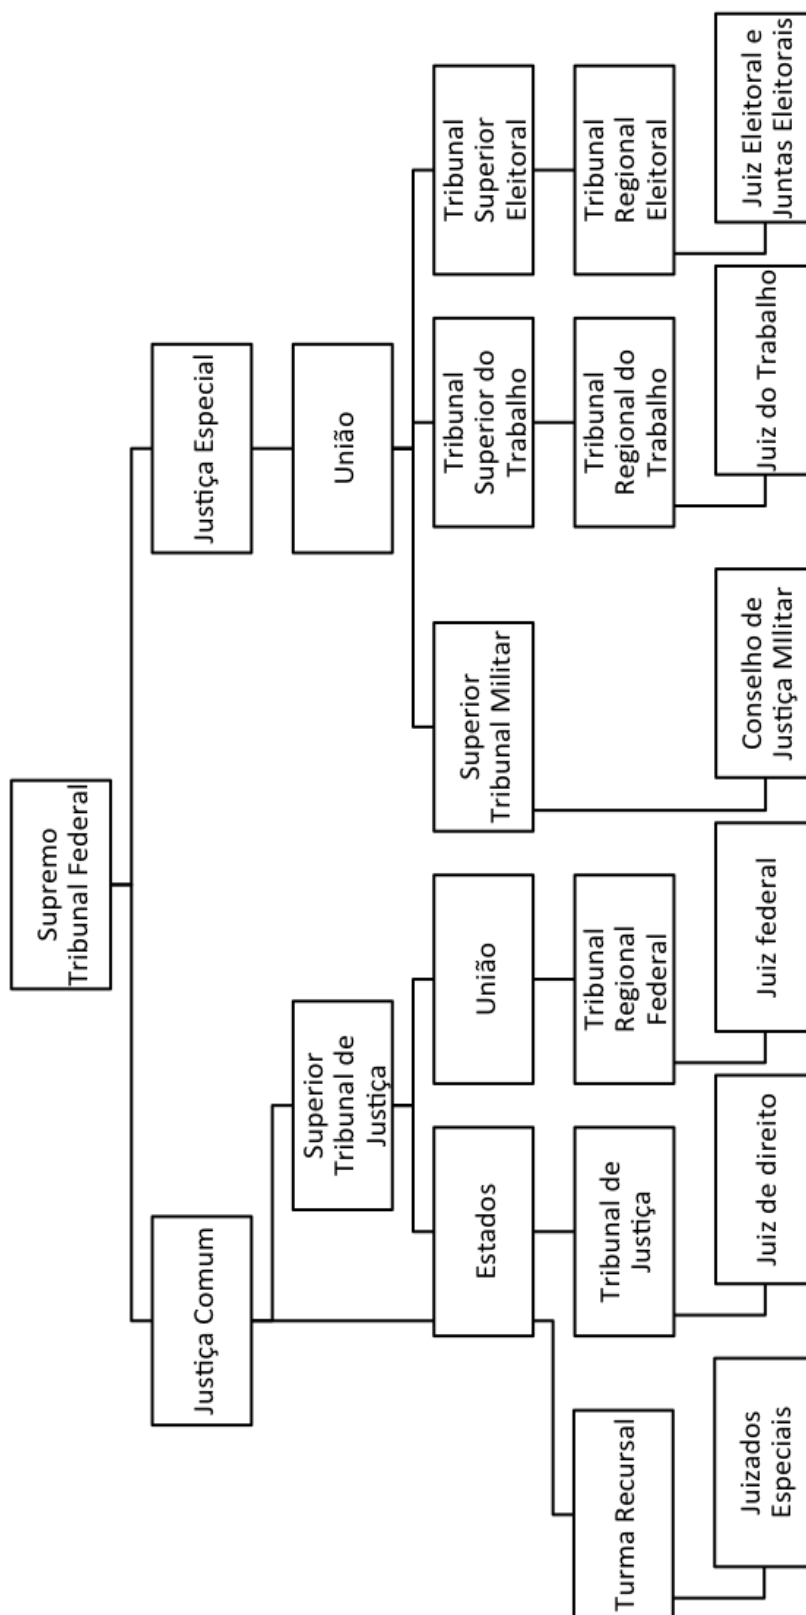 Supremo
Tribunal Federal
Justiça Comum
Justiça Especial
Superior
Tribunal de
Justiça
União
Estados
União
Superior
Tribunal Militar
Tribunal
Superior do
Trabalho
Tribunal
Superior
Eleitoral
Turma Recursal
Tribunal de
Justiça
Tribunal
Regional
Federal
Tribunal
Regional do
Trabalho
Tribunal
Regional
Eleitoral
Juizados
Especiais
Juiz de direito
Juiz federal
Conselho de
Justiça MIlitar
Juiz do Trabalho
Juiz Eleitoral e
Juntas Eleitorais